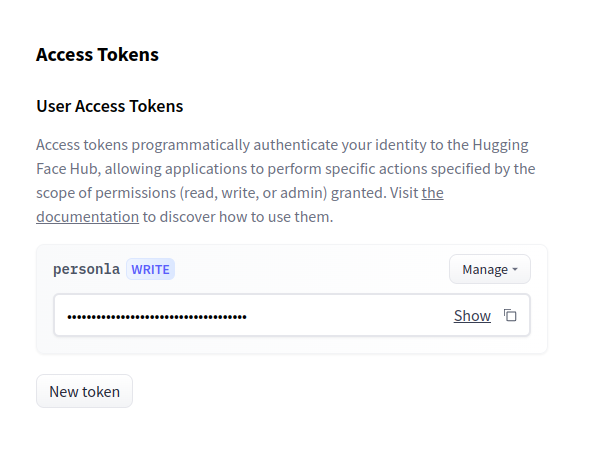 Access Tokens
User Access Tokens
Access tokens programmatically authenticate your identity to the Hugging
Face Hub, allowing applications to perform specific actions specified by the
scope of permissions (read, write, or admin) granted. Visit the
documentation to discover how to use them.
personla WRITE Manage
••••••••••••••••••••••••••••••••••••• Show
New token